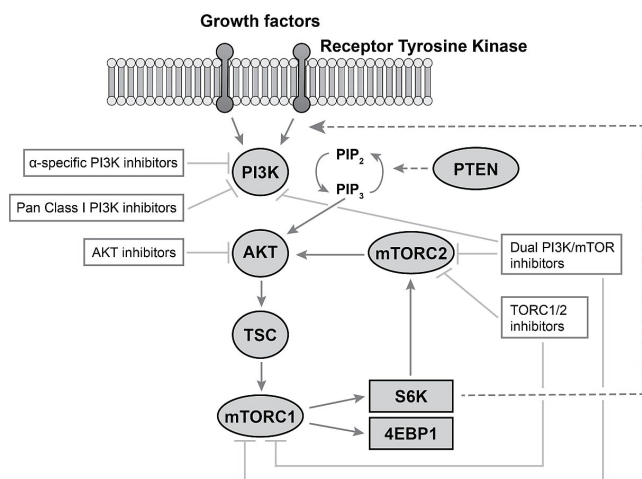 Growth factors
Receptor Tyrosine Kinase
α-specific PI3K inhibitors
PI3K
PIP2
PTEN
Pan Class I PI3K inhibitors
PIP3
AKT inhibitors
AKT
mTORC2
Dual PI3K/mTOR
inhibitors
TORC1/2
inhibitors
TSC
mTORC1
S6K
4EBP1